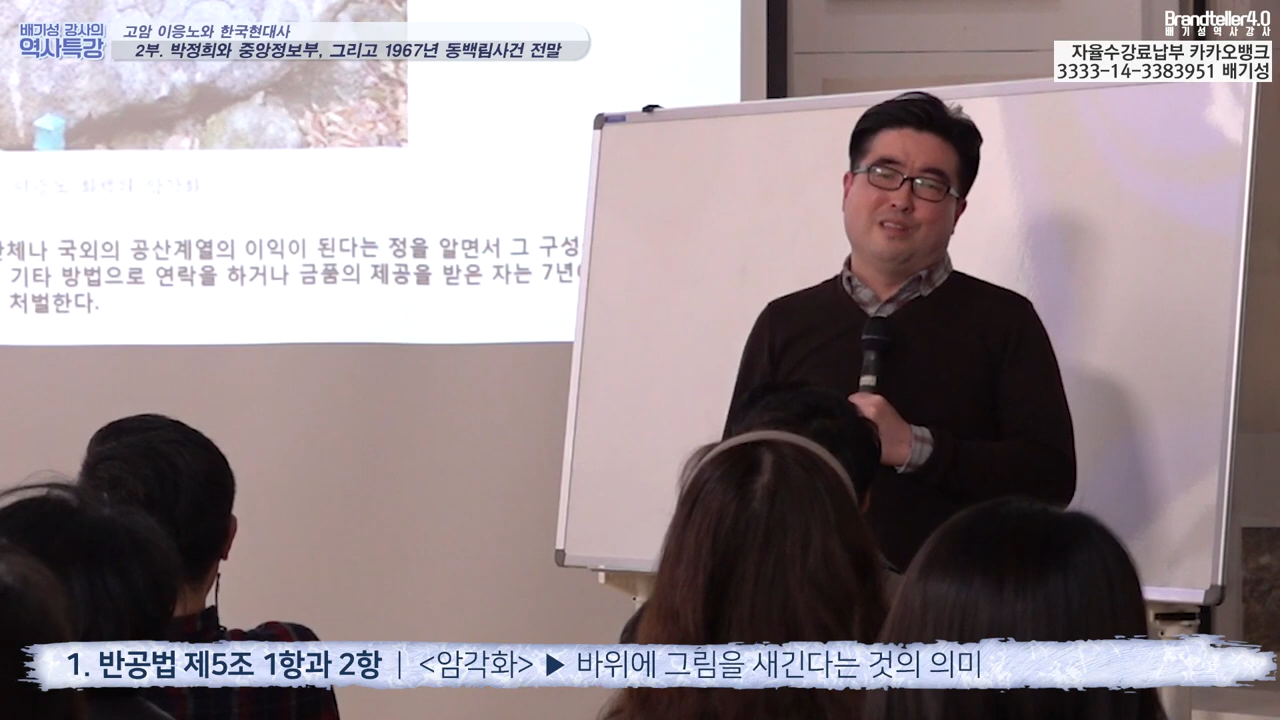 배기성 강사의
역사특강
고암 이응노와 한국현대사
2부. 박정희와 중앙정보부, 그리고 1967년 동백림사건 전말
Brandteller4.0
배기성역사강사
자율수강료납부 카카오뱅크
3333-14-3383951 배기성
체나 국외의 공산계열의 이익이 된다는 정을 알면서 그 구성
기타 방법으로 연락을 하거나 금품의 제공을 받은 자는 7년
처벌한다.
1. 반공법 제5조 1항과 2항 | <암각화> ▶ 바위에 그림을 새긴다는 것의 의미